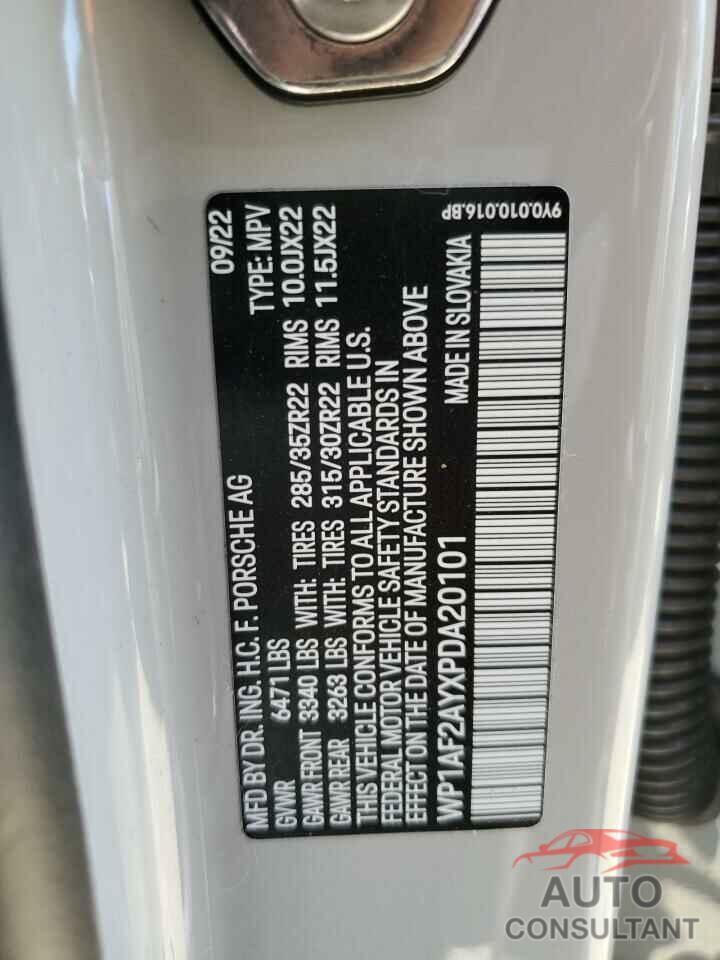 MFD BY DR. ING. H.C. F. PORSCHE AG 09/22
GVWR 6471 LBS TYPE: MPV
GAWR FRONT 3340 LBS WITH: TIRES 285/35ZR22 RIMS 10.0JX22
GAWR REAR 3263 LBS WITH: TIRES 315/30ZR22 RIMS 11.5JX22
THIS VEHICLE CONFORMS TO ALL APPLICABLE U.S.
FEDERAL MOTOR VEHICLE SAFETY STANDARDS IN
EFFECT ON THE DATE OF MANUFACTURE SHOWN ABOVE
WP1AF2AYXPDA20101 MADE IN SLOVAKIA
9Y0.010.016.BP
AUTO
CONSULTANT